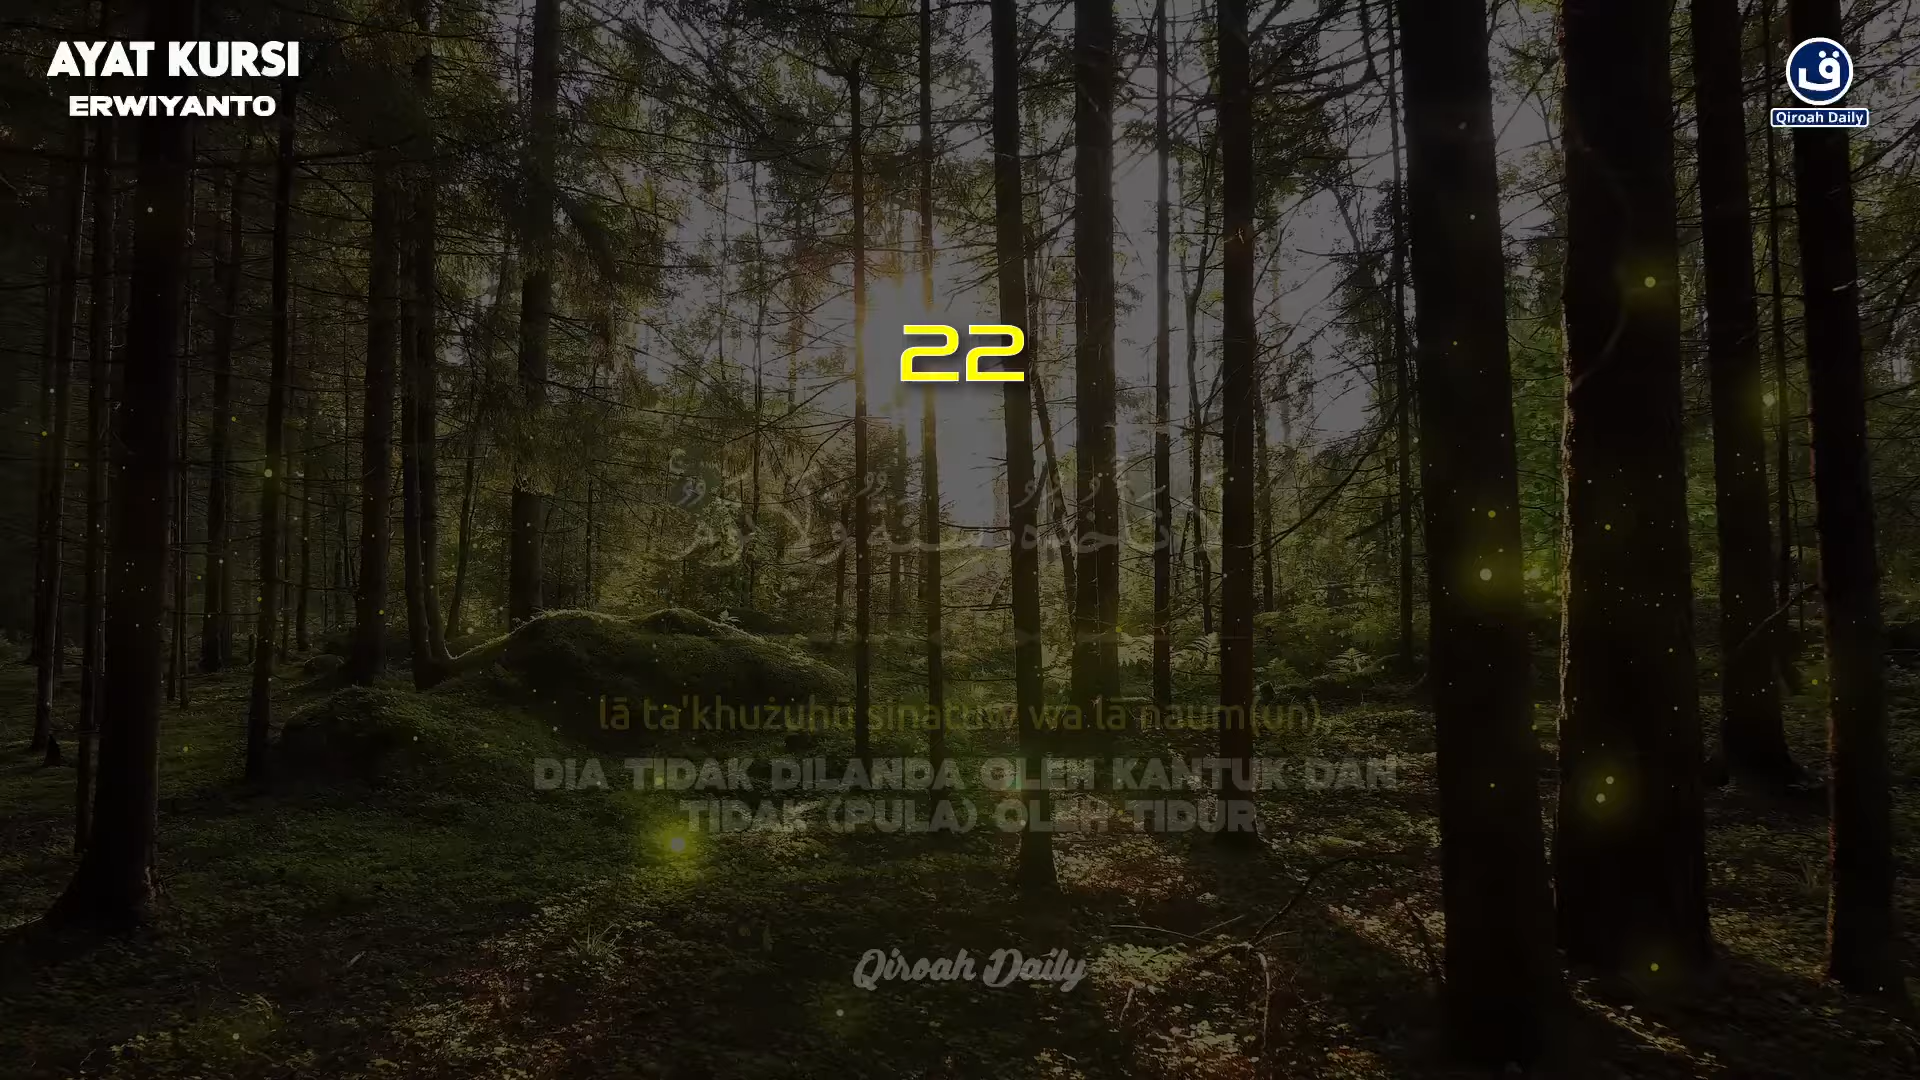 AYAT KURSI
ERWIYANTO
ق
Qiroah Daily
22
لَا تَأْخُذُهٗ سِنَةٌ وَّلَا نَوْمٌۗ
lā ta'khużuhū sinatuw wa lā naum(un),
DIA TIDAK DILANDA OLEH KANTUK DAN
TIDAK (PULA) OLEH TIDUR.
Qiroah Daily